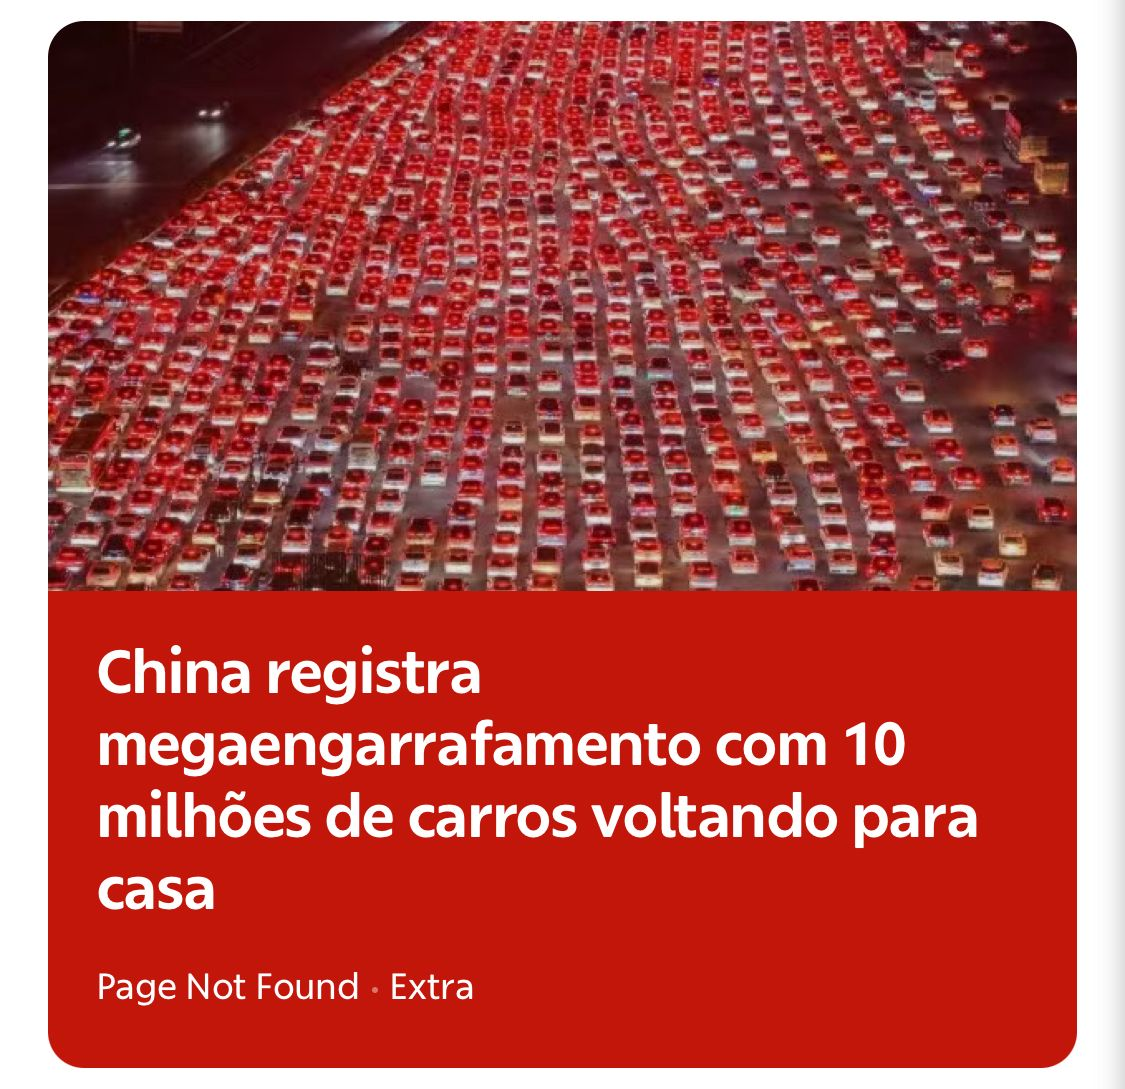 China registra
megaengarrafamento com 10
milhões de carros voltando para
casa
Page Not Found • Extra